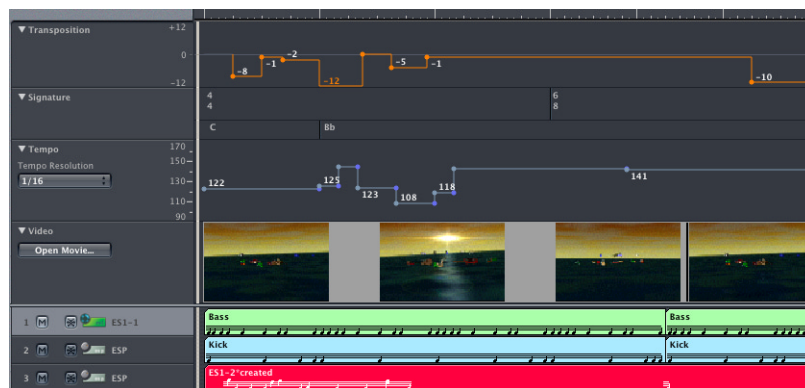 ▼ Transposition
+12
0
-12
-8
-1
-2
-12
-5
-1
-10
▼ Signature
4
4
6
8
C
Bb
▼ Tempo
170
150
130
110
90
Tempo Resolution
1/16
122
125
123
108
118
141
▼ Video
Open Movie...
1 M ES1-1
Bass
Bass
2 M ESP
Kick
Kick
3 M ESP
ES1-2*created